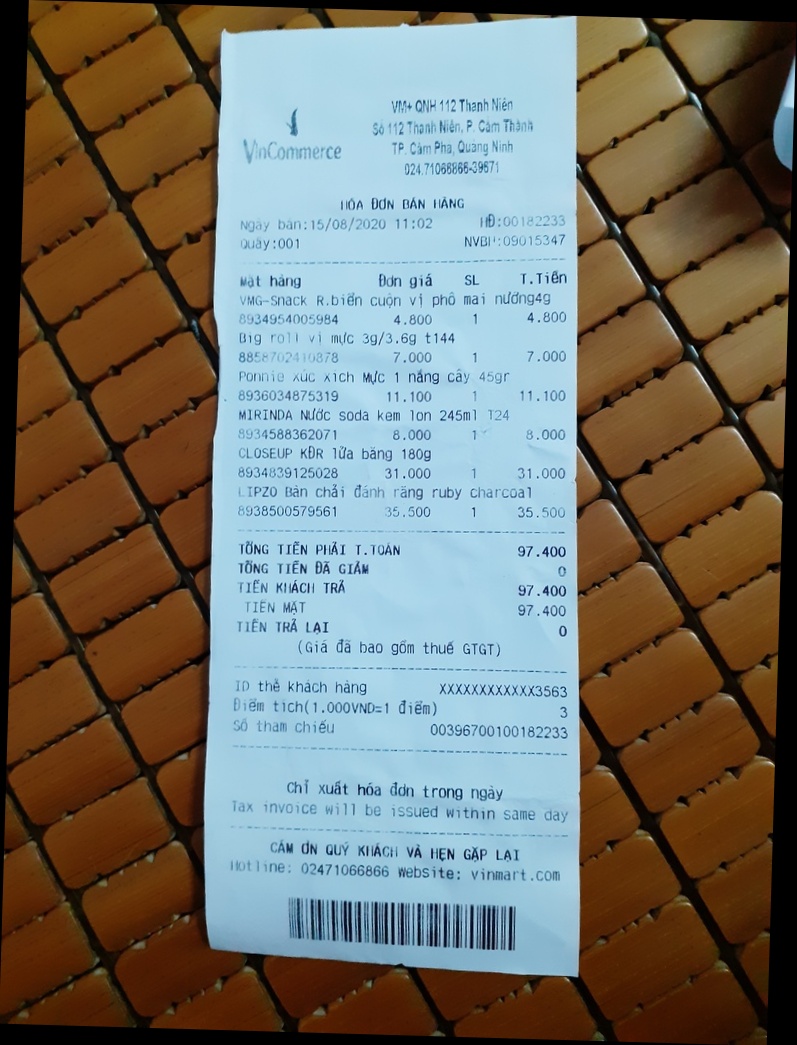 VinCommerce
VM+ QNH 112 Thanh Niên
Số 112 Thanh Niên, P. Cẩm Thành
TP. Cẩm Phả, Quảng Ninh
024.71066866-39671
HÓA ĐƠN BÁN HÀNG
Ngày bán:15/08/2020 11:02 HĐ:00182233
Quầy:001 NVBH:09015347
Mặt hàng Đơn giá SL T.Tiền
VMG-Snack R.biển cuộn vị phô mai nướng4g
8934954005984 4.800 1 4.800
Big roll vị mực 3g/3.6g t144
8858702410878 7.000 1 7.000
Ponnie xúc xích Mực 1 nắng cây 45gr
8936034875319 11.100 1 11.100
MIRINDA Nước soda kem lon 245ml T24
8934588362071 8.000 1 8.000
CLOSEUP KĐR lửa băng 180g
8934839125028 31.000 1 31.000
LIPZO Bàn chải đánh răng ruby charcoal
8938500579561 35.500 1 35.500
TỔNG TIỀN PHẢI T.TOÁN 97.400
TỔNG TIỀN ĐÃ GIẢM 0
TIỀN KHÁCH TRẢ 97.400
TIỀN MẶT 97.400
TIỀN TRẢ LẠI 0
(Giá đã bao gồm thuế GTGT)
ID thẻ khách hàng XXXXXXXXXXXX3563
Điểm tích(1.000VND=1 điểm) 3
Số tham chiếu 00396700100182233
Chỉ xuất hóa đơn trong ngày
Tax invoice will be issued within same day
CẢM ƠN QUÝ KHÁCH VÀ HẸN GẶP LẠI
Hotline: 02471066866 Website: vinmart.com